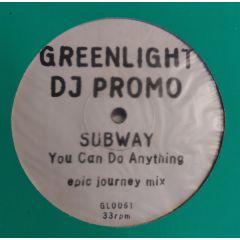 GREENLIGHT
DJ PROMO
SUBWAY
You Can Do Anything
epic journey mix
GL0061
33rpm